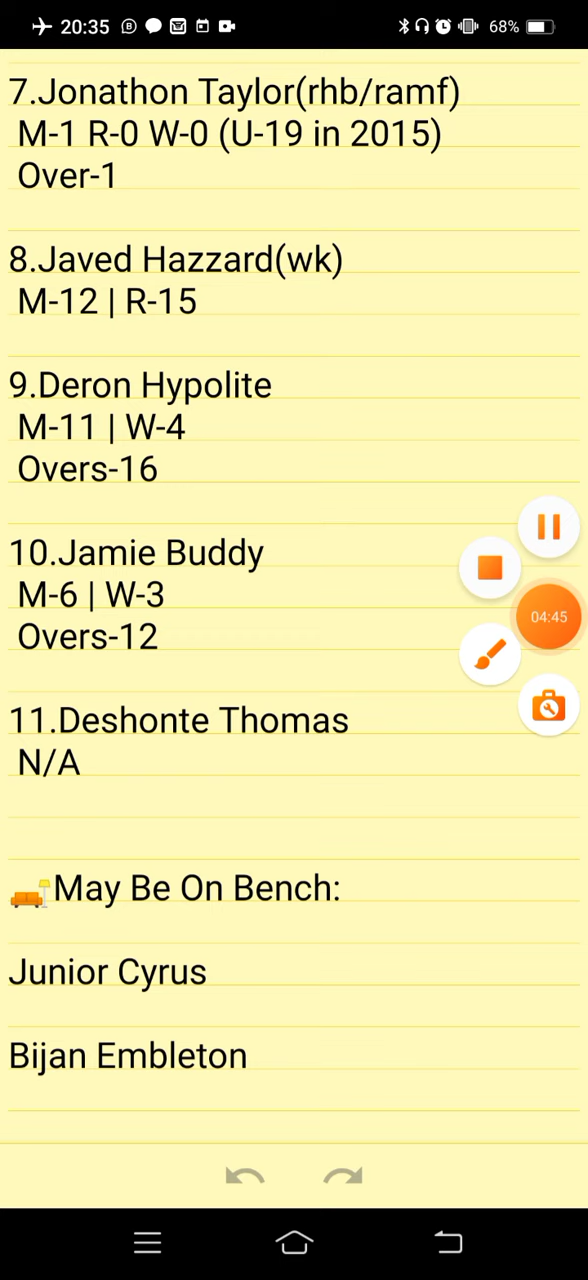 20:35
68%
7.Jonathon Taylor(rhb/ramf)
M-1 R-0 W-0 (U-19 in 2015)
Over-1
8.Javed Hazzard(wk)
M-12 | R-15
9.Deron Hypolite
M-11 | W-4
Overs-16
10.Jamie Buddy
M-6 | W-3
Overs-12
04:45
11.Deshonte Thomas
N/A
May Be On Bench:
Junior Cyrus
Bijan Embleton